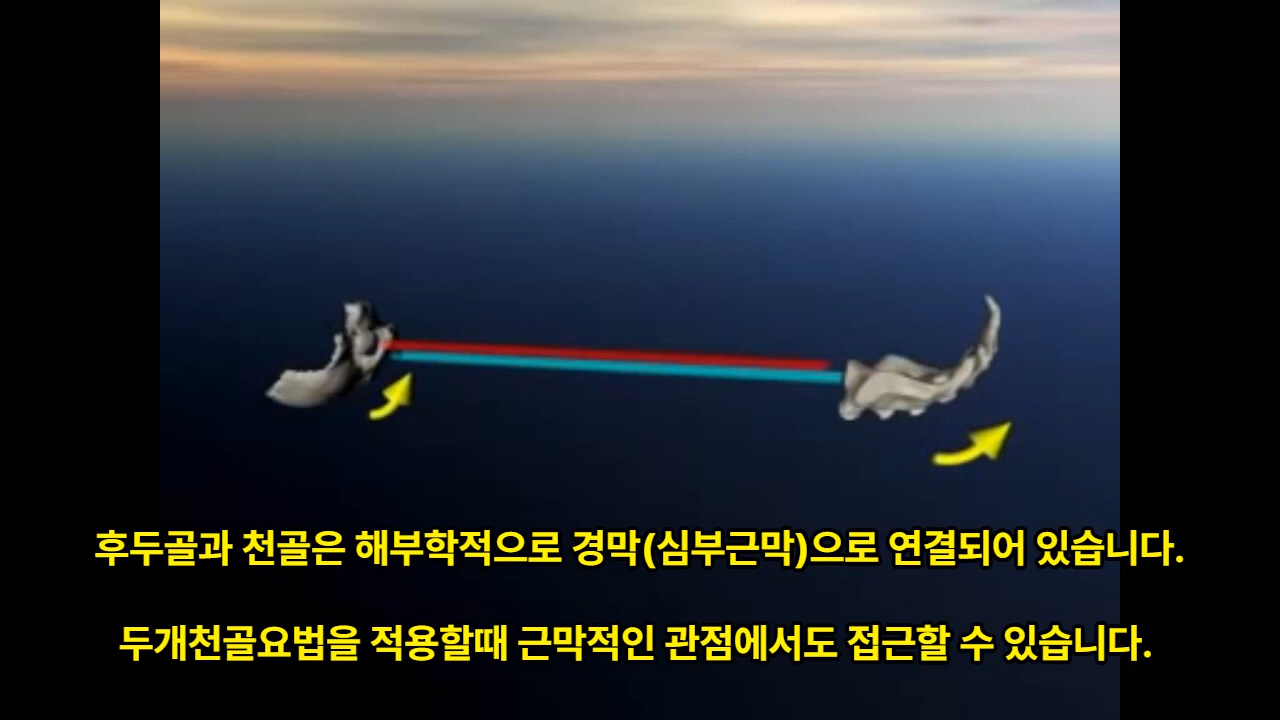 후두골과 천골은 해부학적으로 경막(심부근막)으로 연결되어 있습니다.
두개천골요법을 적용할때 근막적인 관점에서도 접근할 수 있습니다.